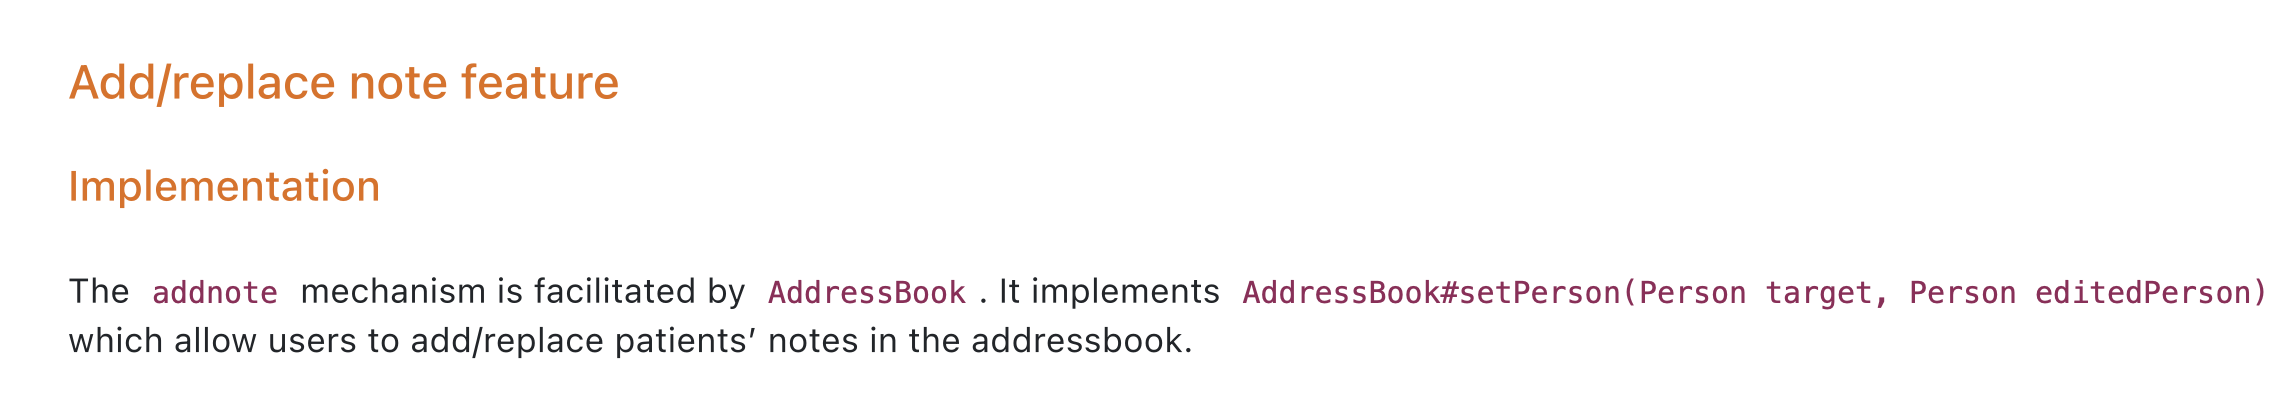 Add/replace note feature
Implementation
The addnote mechanism is facilitated by AddressBook . It implements AddressBook#setPerson(Person target, Person editedPerson)
which allow users to add/replace patients’ notes in the addressbook.